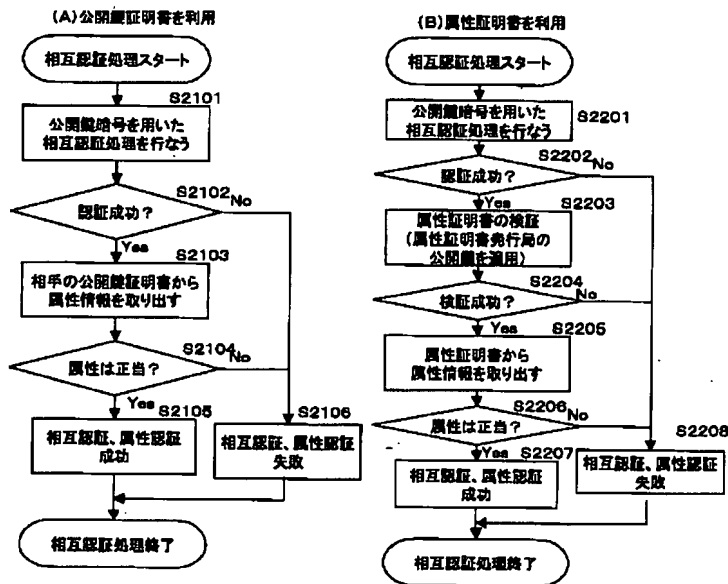 (A)公開鍵証明書を利用
相互認証処理スタート
S2101
公開鍵暗号を用いた
相互認証処理を行なう
S2102
認証成功?
No
Yes
S2103
相手の公開鍵証明書から
属性情報を取り出す
S2104
属性は正当?
No
Yes
S2105
相互認証、属性認証
成功
S2106
相互認証、属性認証
失敗
相互認証処理終了
(B)属性証明書を利用
相互認証処理スタート
S2201
公開鍵暗号を用いた
相互認証処理を行なう
S2202
認証成功?
No
Yes
S2203
属性証明書の検証
(属性証明書発行局の
公開鍵を適用)
S2204
検証成功?
No
Yes
S2205
属性証明書から
属性情報を取り出す
S2206
属性は正当?
No
Yes
S2207
相互認証、属性認証
成功
S2208
相互認証、属性認証
失敗
相互認証処理終了